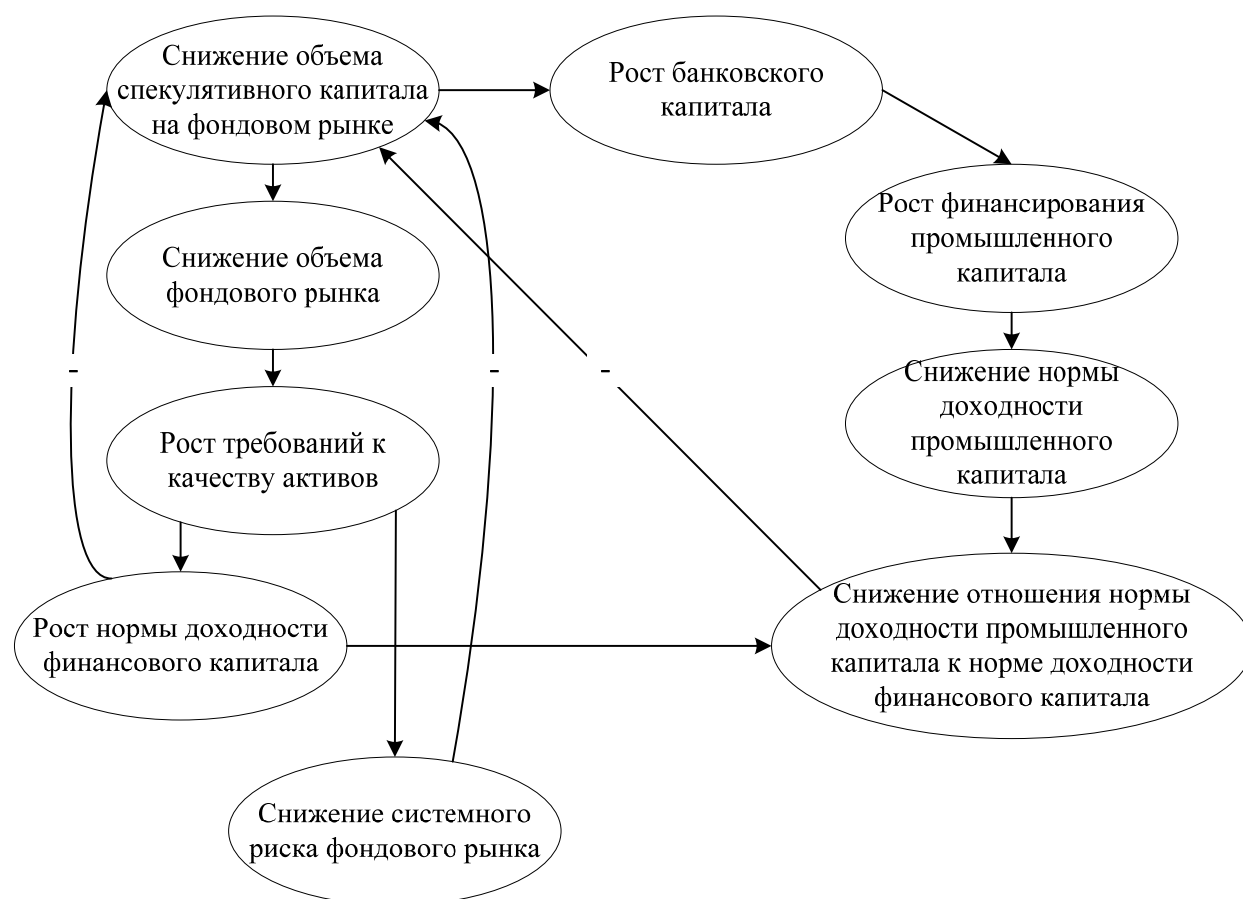 Снижение объема
спекулятивного капитала
на фондовом рынке
Рост банковского
капитала
Рост финансирования
промышленного
капитала
Снижение объема
фондового рынка
-
-
-
Снижение нормы
доходности
промышленного
капитала
Рост требований к
качеству активов
Рост нормы доходности
финансового капитала
Снижение отношения нормы
доходности промышленного
капитала к норме доходности
финансового капитала
Снижение системного
риска фондового рынка